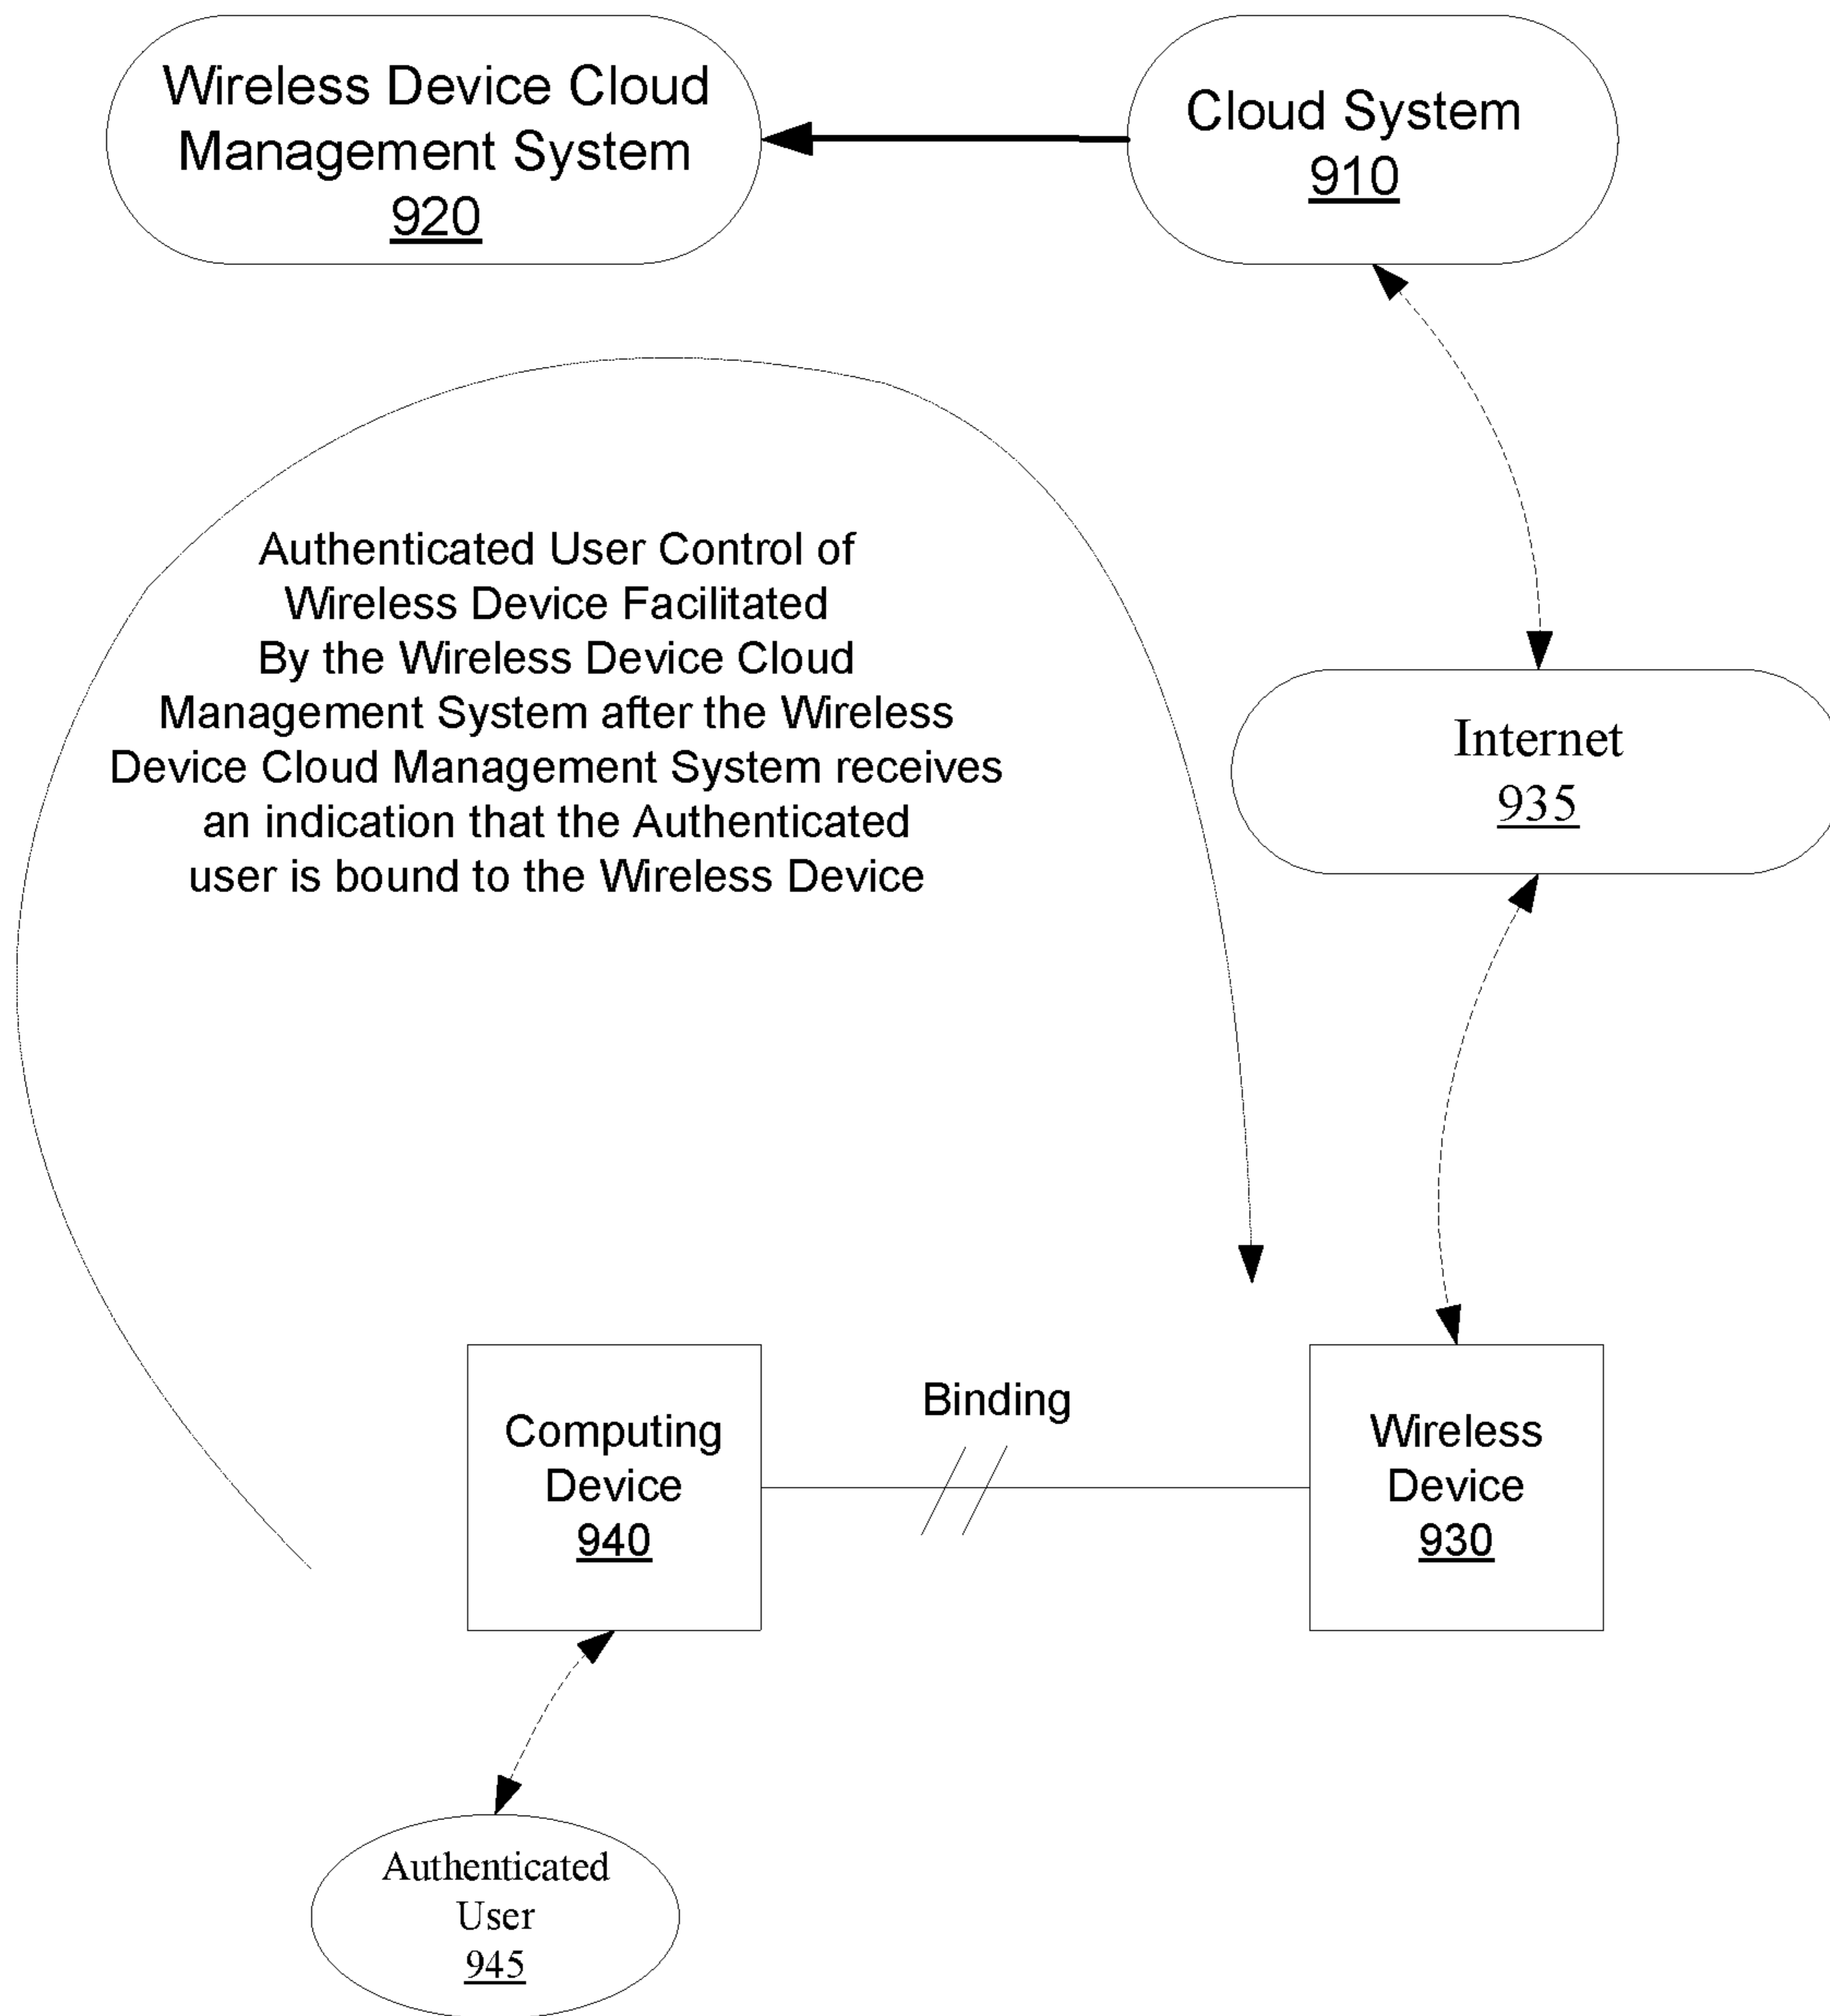 Wireless Device Cloud
Management System
920
Cloud System
910
Authenticated User Control of
Wireless Device Facilitated
By the Wireless Device Cloud
Management System after the Wireless
Device Cloud Management System receives
an indication that the Authenticated
user is bound to the Wireless Device
Internet
935
Computing
Device
940
Binding
Wireless
Device
930
Authenticated
User
945